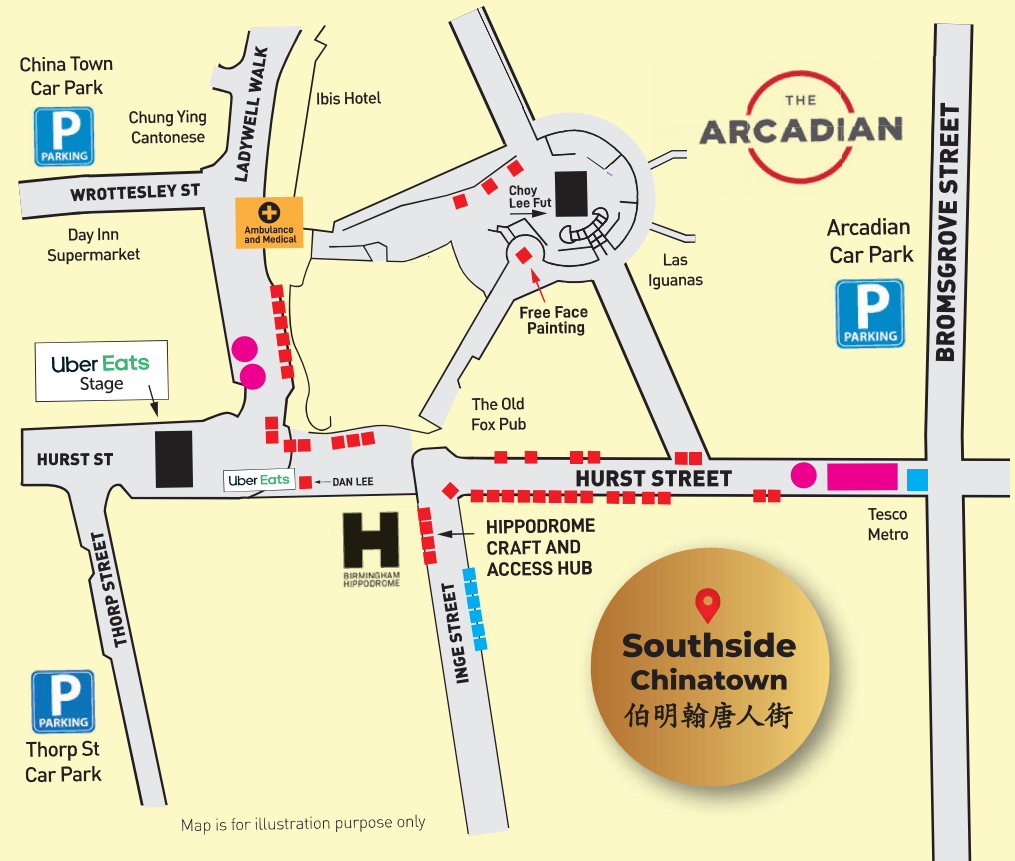 China Town
Car Park
P
PARKING
Chung Ying
Cantonese
LADYWELL WALK
Ibis Hotel
THE
ARCADIAN
BROMSGROVE STREET
WROTTESLEY ST
Day Inn
Supermarket
Ambulance
and Medical
Choy
Lee Fut
Las
Iguanas
Arcadian
Car Park
P
PARKING
Free Face
Painting
Uber Eats
Stage
The Old
Fox Pub
HURST ST
Uber Eats
DAN LEE
HURST STREET
Tesco
Metro
H
BIRMINGHAM
HIPPODROME
HIPPODROME
CRAFT AND
ACCESS HUB
THORP STREET
INGE STREET
Southside
Chinatown
伯明翰唐人街
P
PARKING
Thorp St
Car Park
Map is for illustration purpose only